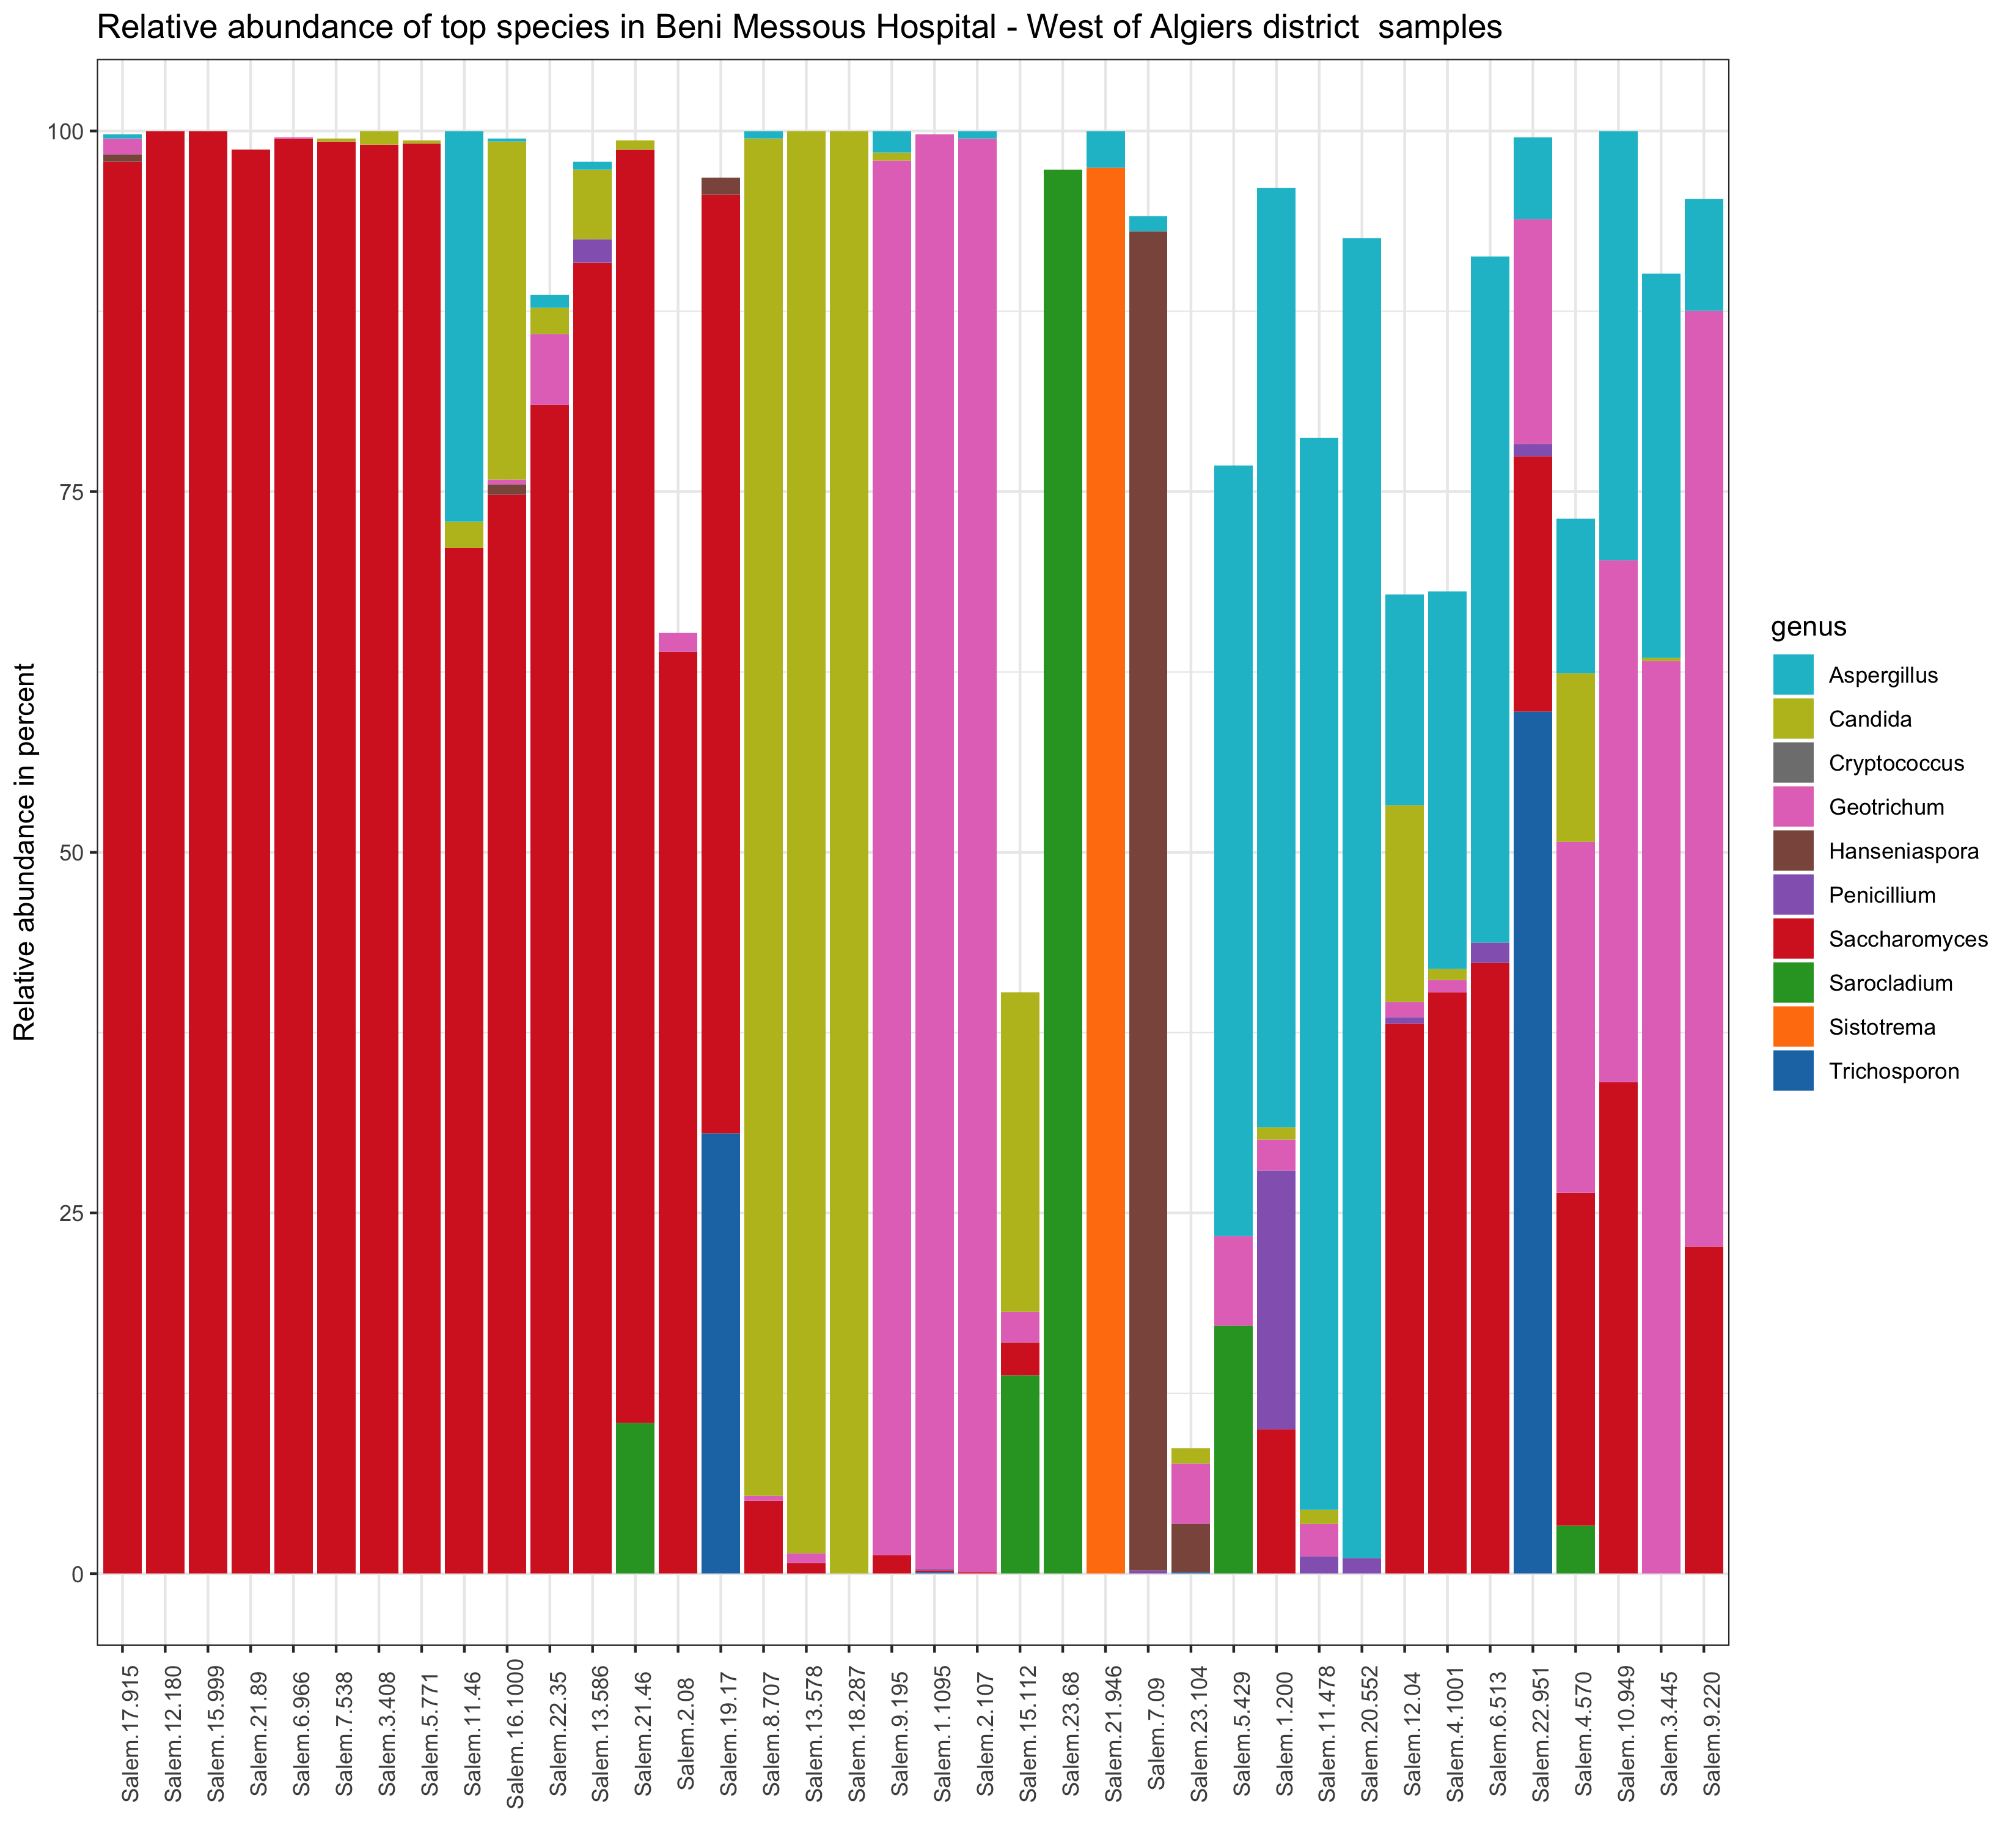 Relative abundance of top species in Beni Messous Hospital - West of Algiers district  samples
Relative abundance in percent
100
75
50
25
0
Salem.17.915
Salem.12.180
Salem.15.999
Salem.21.89
Salem.6.966
Salem.7.538
Salem.3.408
Salem.5.771
Salem.11.46
Salem.16.1000
Salem.22.35
Salem.13.586
Salem.21.46
Salem.2.08
Salem.19.17
Salem.8.707
Salem.13.578
Salem.18.287
Salem.9.195
Salem.1.1095
Salem.2.107
Salem.15.112
Salem.23.68
Salem.21.946
Salem.7.09
Salem.23.104
Salem.5.429
Salem.1.200
Salem.11.478
Salem.20.552
Salem.12.04
Salem.4.1001
Salem.6.513
Salem.22.951
Salem.4.570
Salem.10.949
Salem.3.445
Salem.9.220
genus
Aspergillus
Candida
Cryptococcus
Geotrichum
Hanseniaspora
Penicillium
Saccharomyces
Sarocladium
Sistotrema
Trichosporon